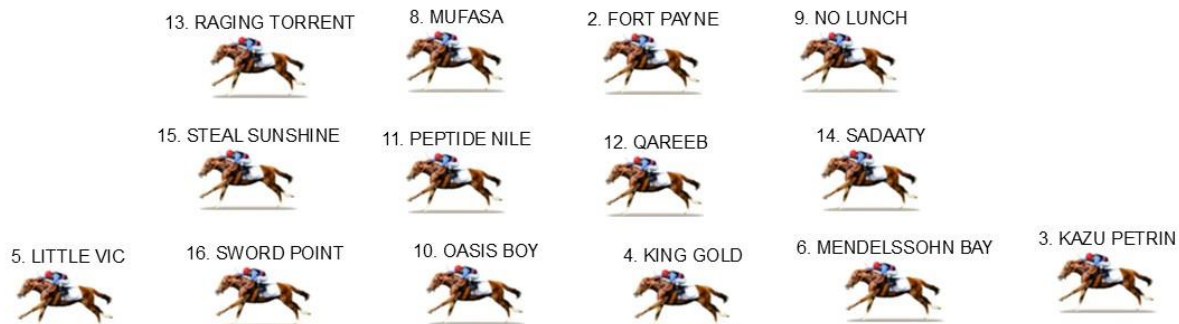 13. RAGING TORRENT
8. MUFASA
2. FORT PAYNE
9. NO LUNCH
15. STEAL SUNSHINE
11. PEPTIDE NILE
12. QAREEB
14. SADAATY
5. LITTLE VIC
16. SWORD POINT
10. OASIS BOY
4. KING GOLD
6. MENDELSSOHN BAY
3. KAZU PETRIN